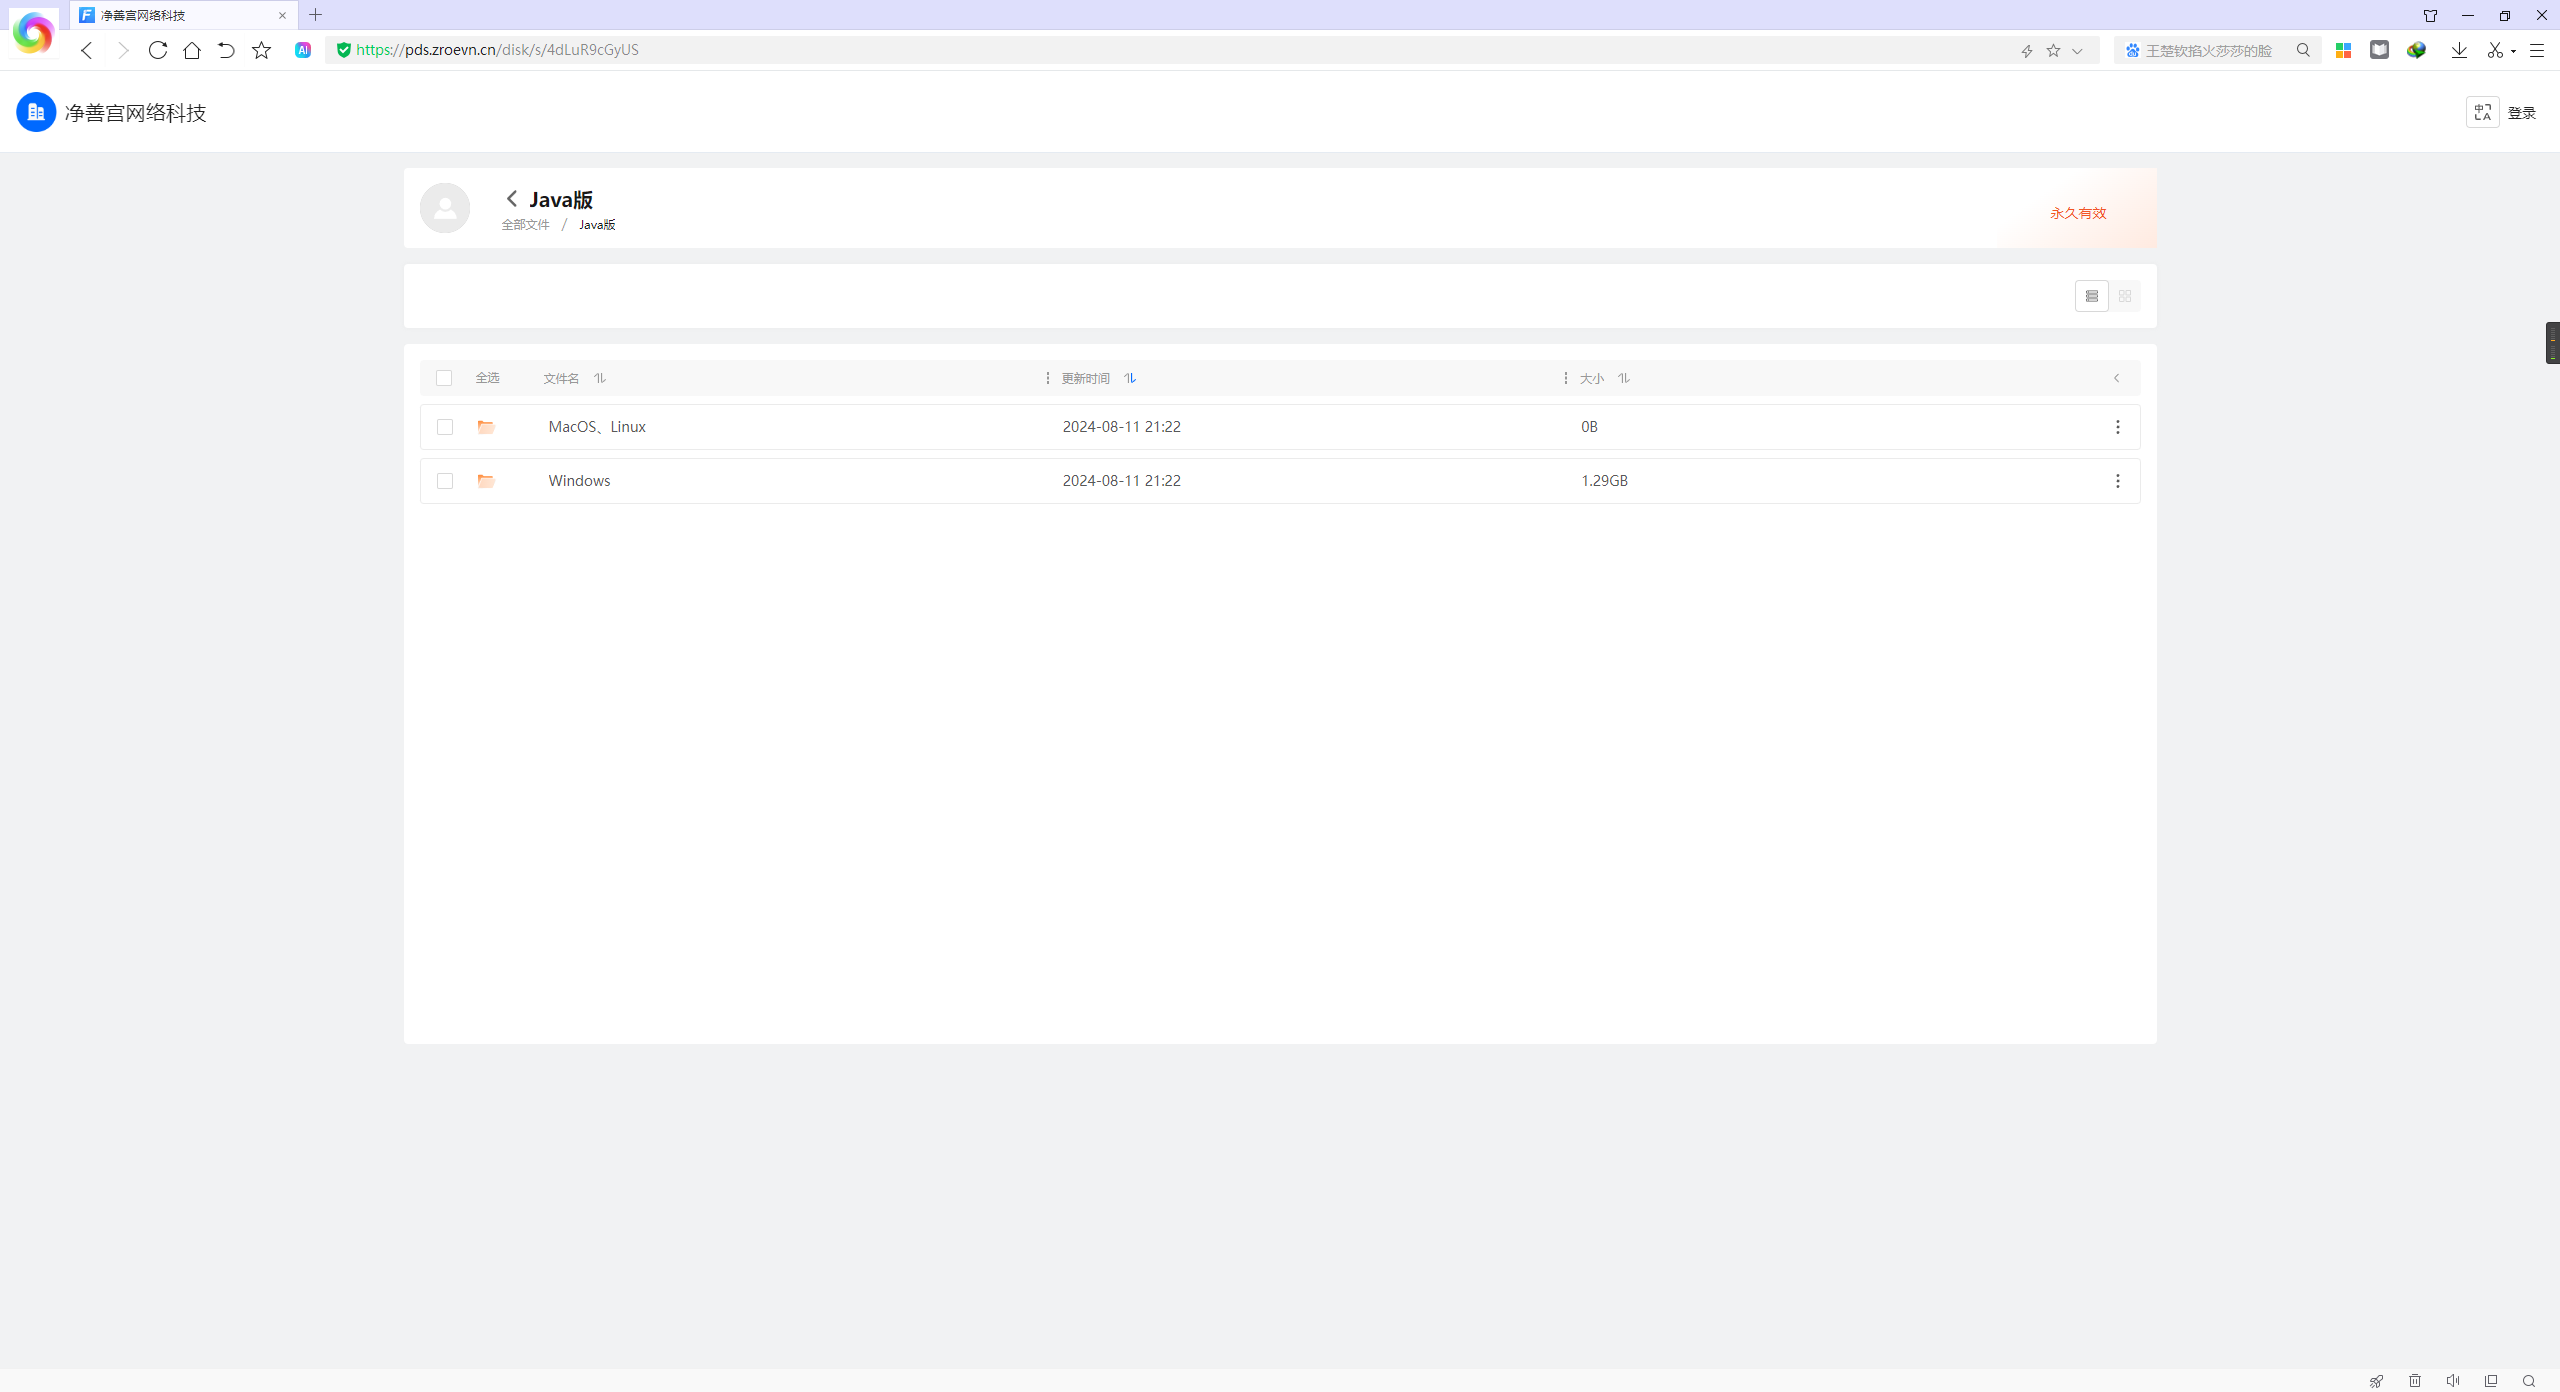 净善宫网络科技
AI
https://pds.zroevn.cn/disk/s/4dLuR9cGyUS
王楚钦掐火莎莎的脸
净善宫网络科技
登录
Java版
全部文件 / Java版
永久有效
全选 文件名 更新时间 大小
MacOS、Linux 2024-08-11 21:22 0B
Windows 2024-08-11 21:22 1.29GB